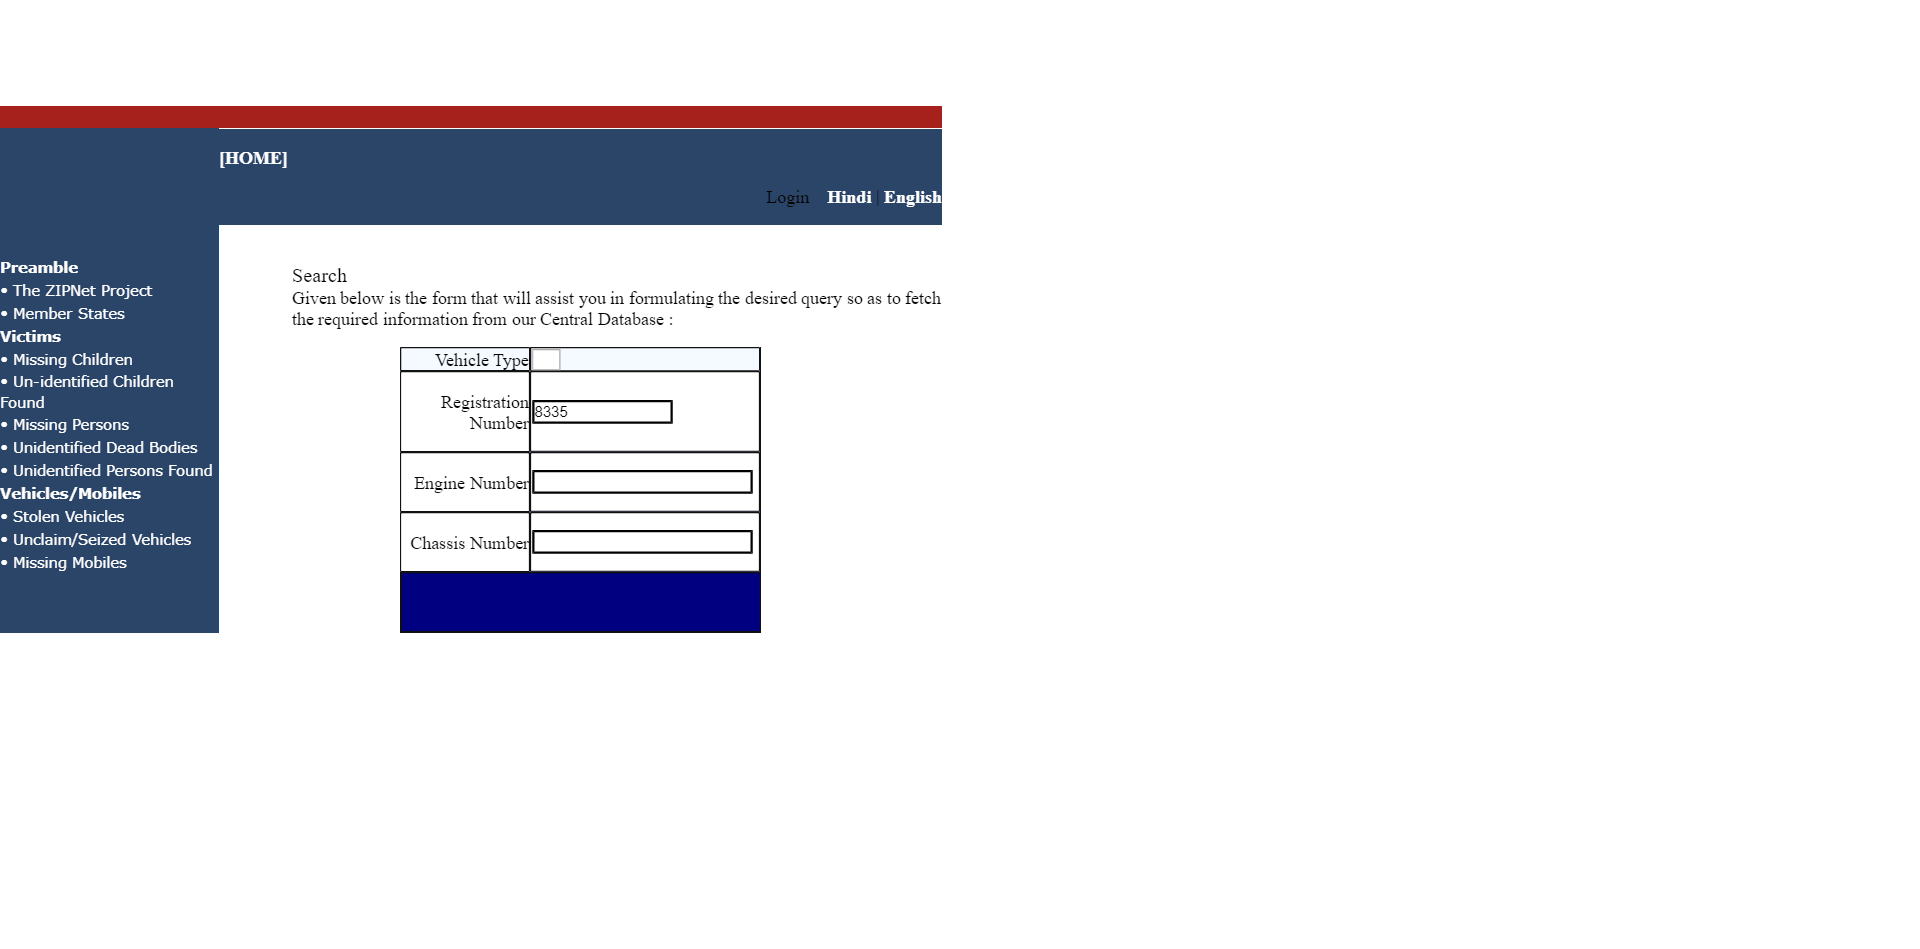 [HOME]
Login Hindi | English
Preamble
• The ZIPNet Project
• Member States
Victims
• Missing Children
• Un-identified Children
Found
• Missing Persons
• Unidentified Dead Bodies
• Unidentified Persons Found
Vehicles/Mobiles
• Stolen Vehicles
• Unclaim/Seized Vehicles
• Missing Mobiles
Search
Given below is the form that will assist you in formulating the desired query so as to fetch
the required information from our Central Database :
Vehicle Type
Registration
Number
8335
Engine Number
Chassis Number